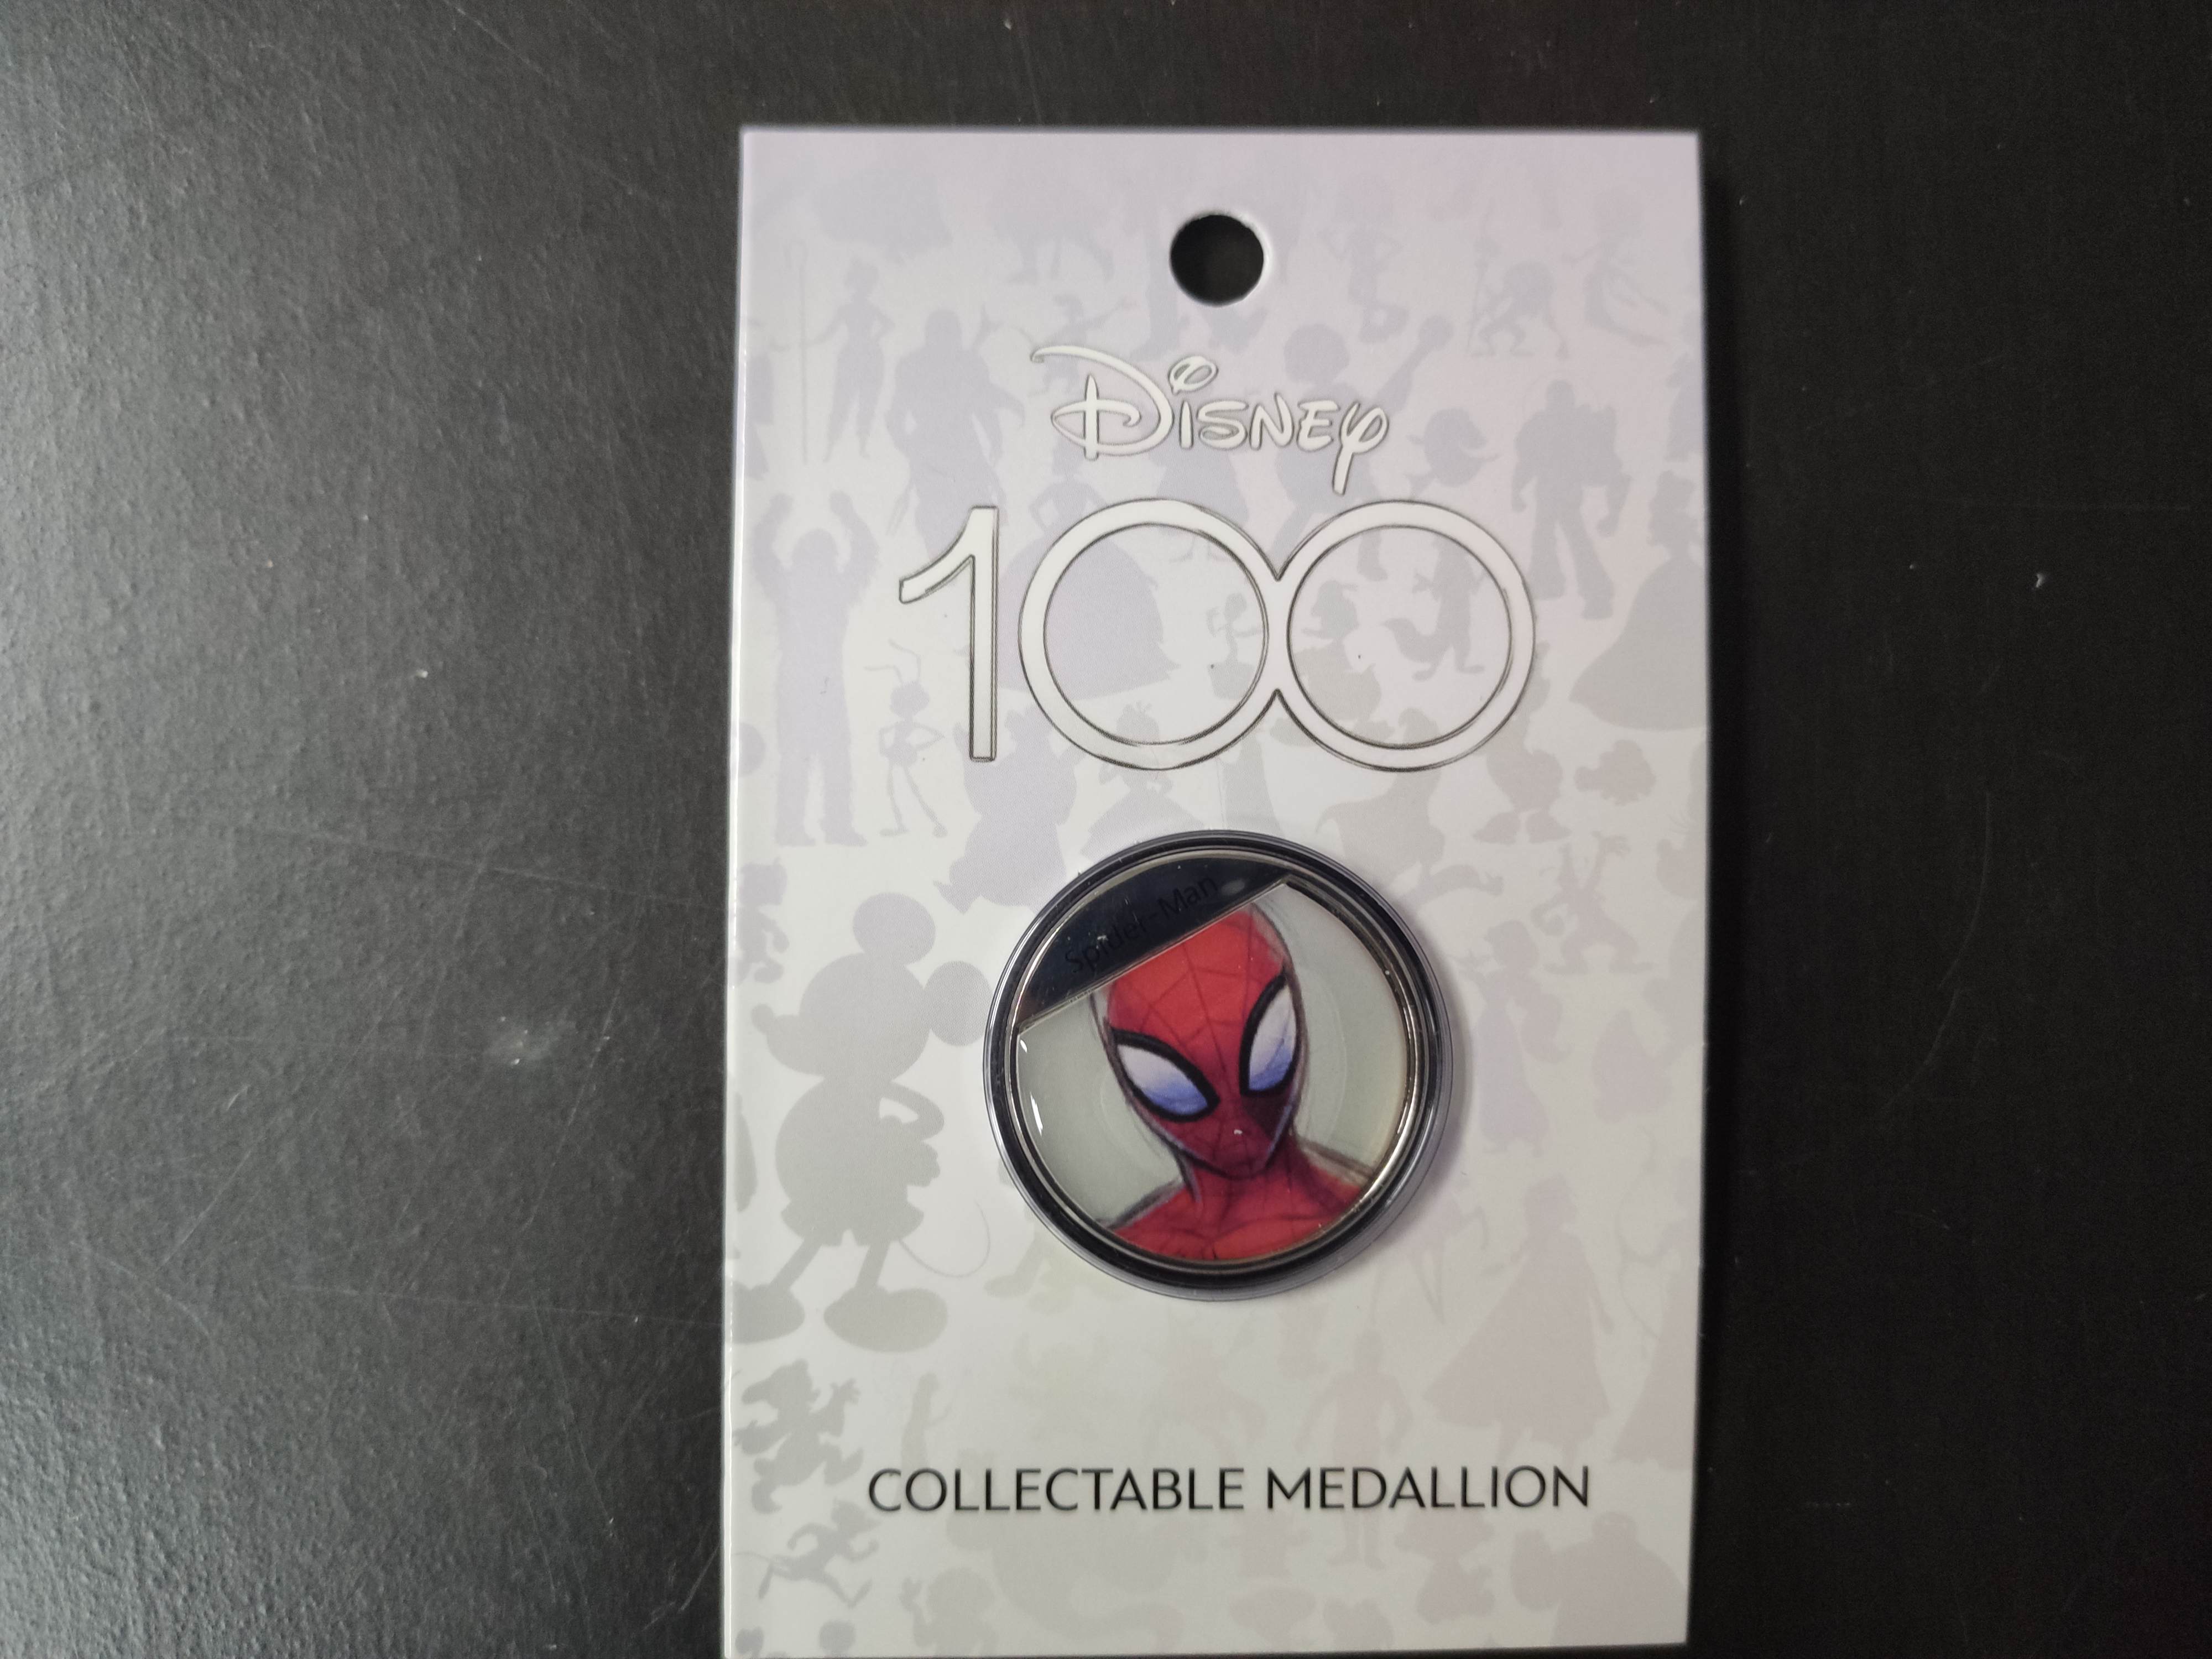 Disney
100
Spider-Man
COLLECTABLE MEDALLION